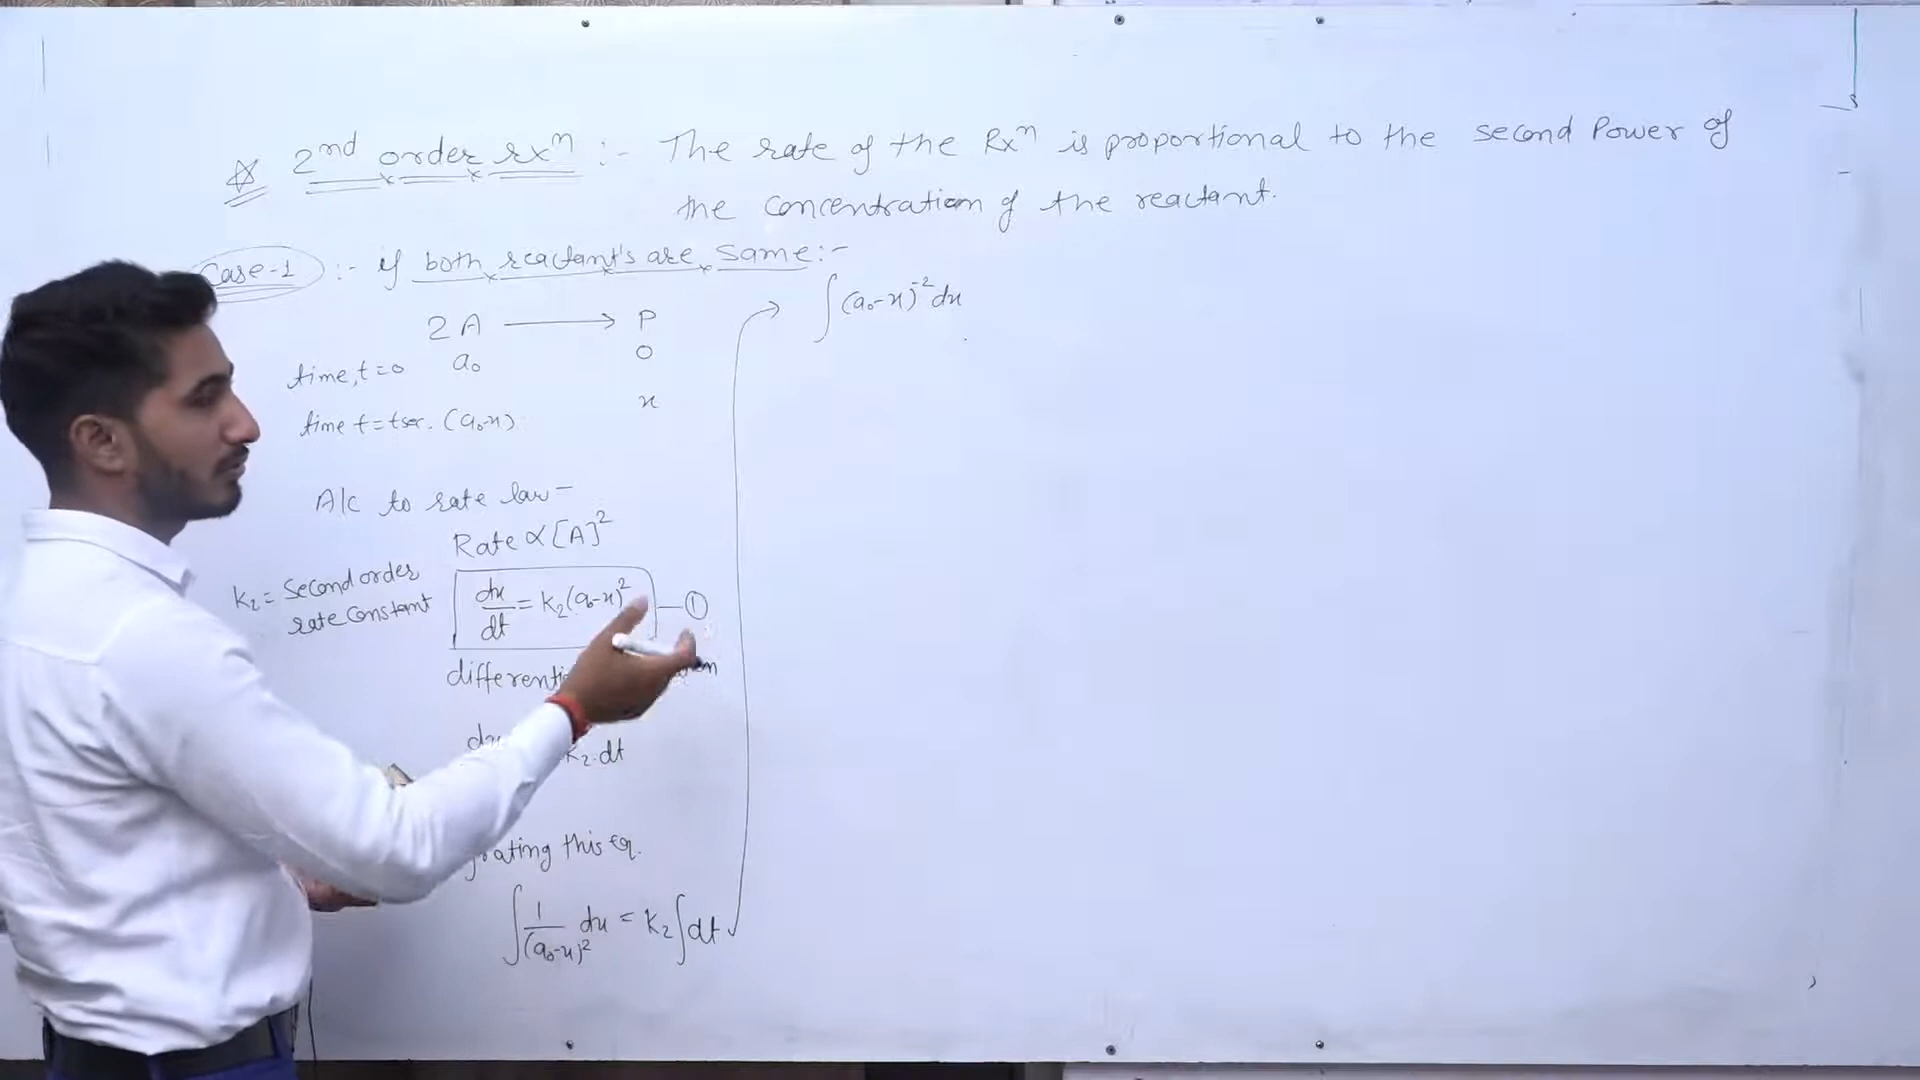 ☆ 2nd order rxn :- The rate of the Rxn is proportional to the second Power of
the concentration of the reactant.
Case-1 :- if both reactant's are same:-
2A ⟶ P
time, t=0 a₀ 0
time t=tsec. (a₀-x) x
A/c to rate law-
Rate ∝ [A]²
K₂ = Second order
rate Constant
dx/dt = K₂(a₀-x)² —①
dx K₂.dt
this Eq.
∫ 1/(a₀-x)² dx = K₂∫dt
∫(a₀-x)⁻² dx